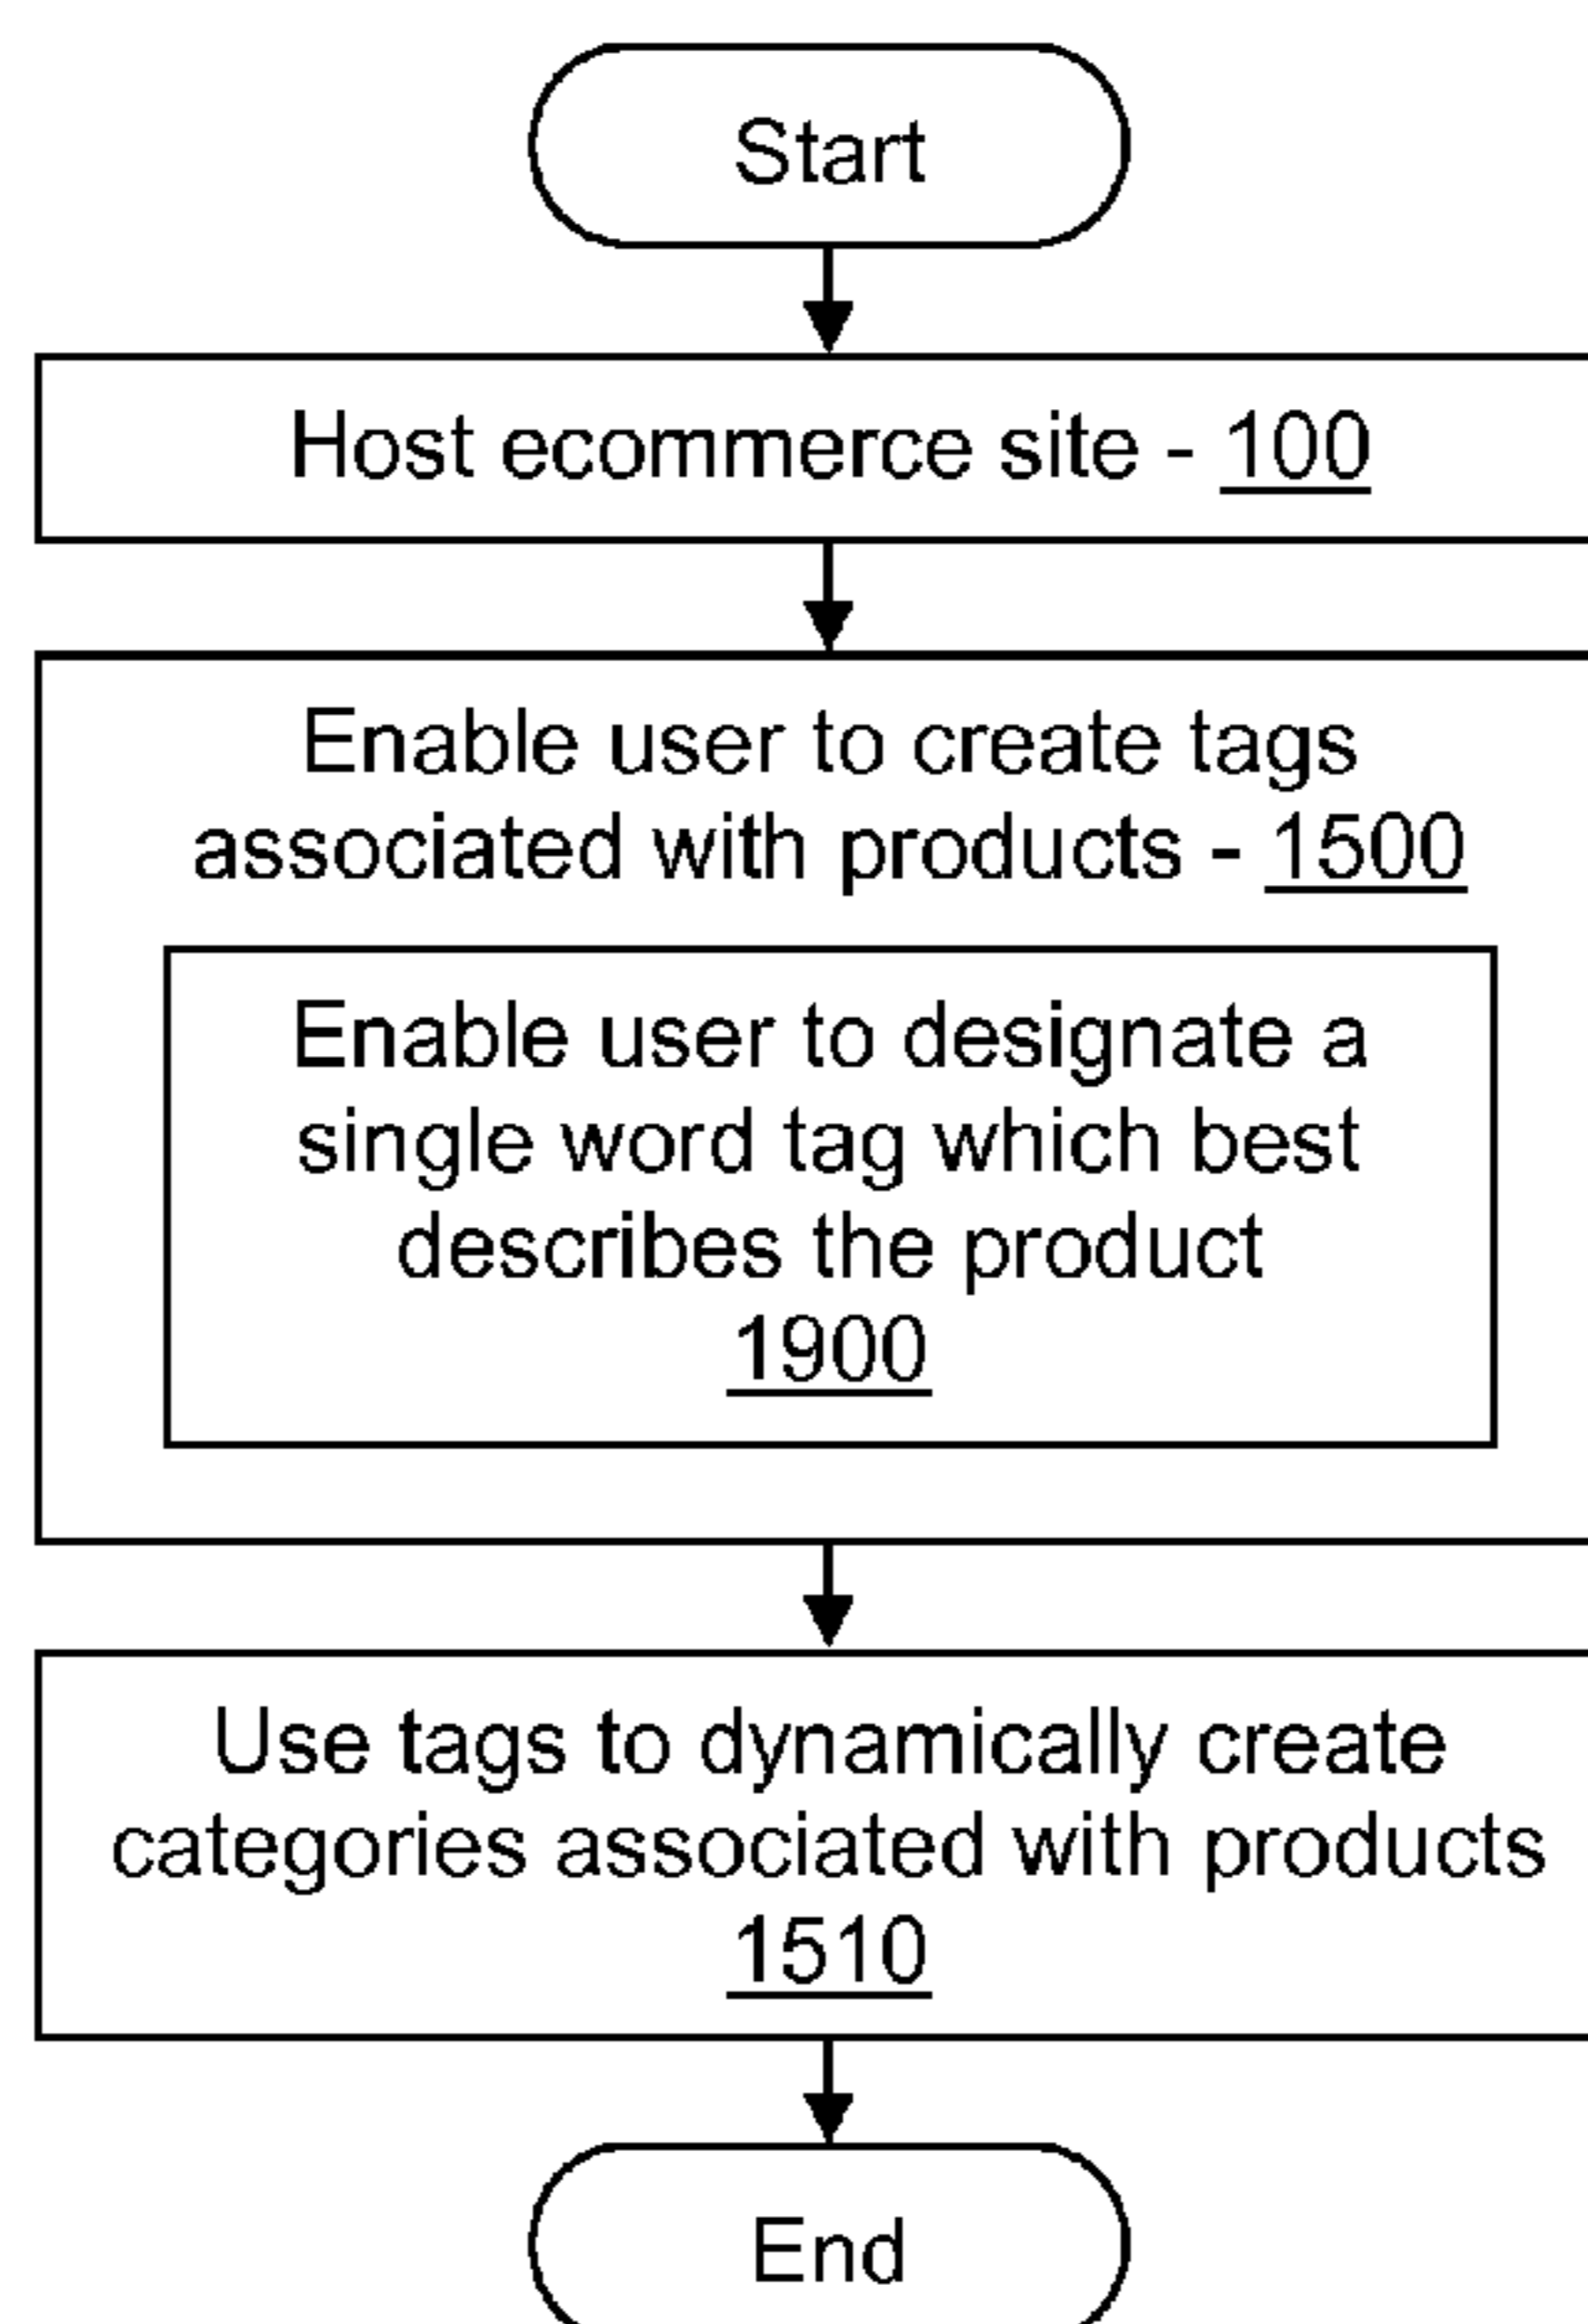 Start
Host ecommerce site - 100
Enable user to create tags
associated with products - 1500
Enable user to designate a
single word tag which best
describes the product
1900
Use tags to dynamically create
categories associated with products
1510
End